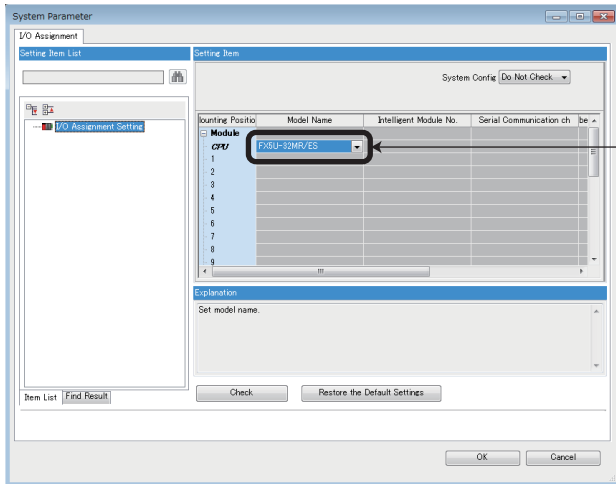 System Parameter
I/O Assignment
Setting Item List
Setting Item
System Config Do Not Check
I/O Assignment Setting
lounting Positio Model Name Intelligent Module No. Serial Communication ch be
Module
CPU FX5U-32MR/ES
1
2
3
4
5
6
7
8
9
Explanation
Set model name.
Item List Find Result
Check Restore the Default Settings
OK Cancel